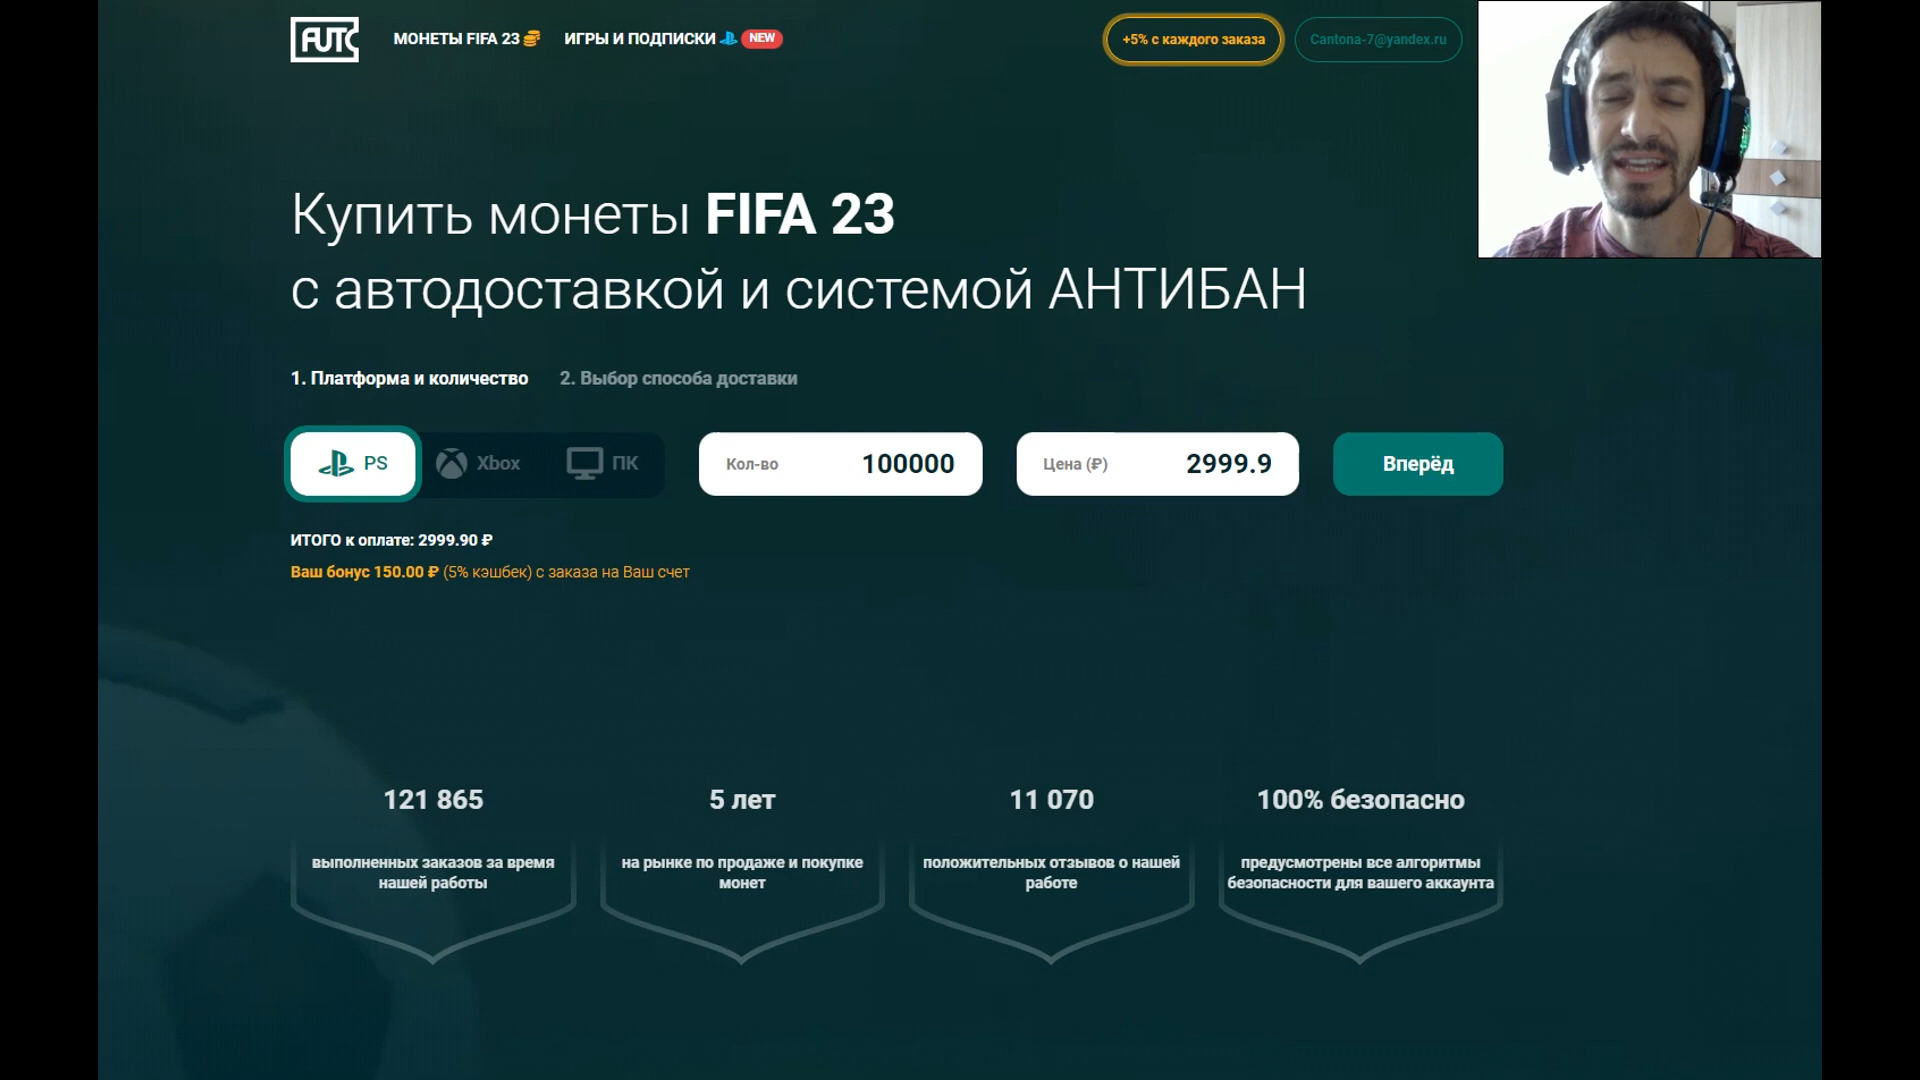 FUTC
МОНЕТЫ FIFA 23
ИГРЫ И ПОДПИСКИ NEW
+5% с каждого заказа
Cantona-7@yandex.ru
Купить монеты FIFA 23
с автодоставкой и системой АНТИБАН
1. Платформа и количество
2. Выбор способа доставки
PS
Xbox
ПК
Кол-во 100000
Цена (₽) 2999.9
Вперёд
ИТОГО к оплате: 2999.90 ₽
Ваш бонус 150.00 ₽ (5% кэшбек) с заказа на Ваш счет
121 865
выполненных заказов за время
нашей работы
5 лет
на рынке по продаже и покупке
монет
11 070
положительных отзывов о нашей
работе
100% безопасно
предусмотрены все алгоритмы
безопасности для вашего аккаунта